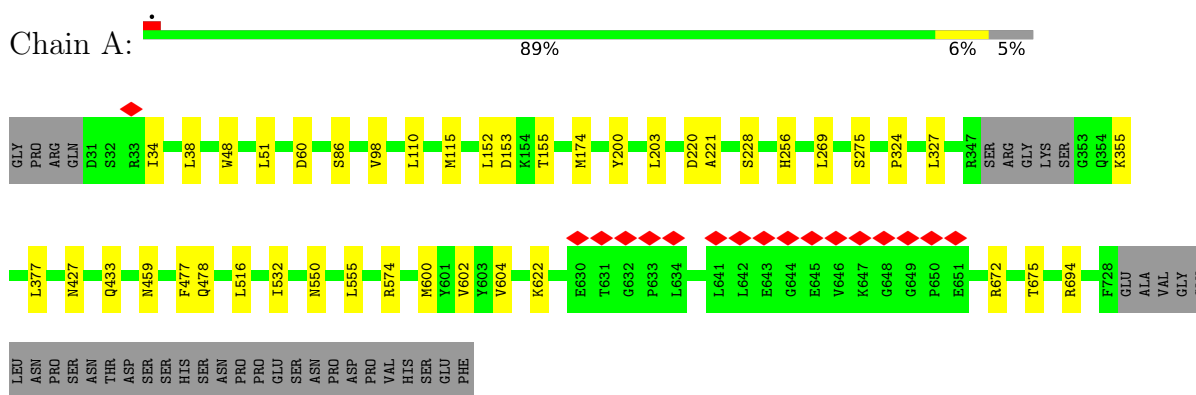 Chain A:
89% 6% 5%
GLY PRO ARG GLN D31 S32 R33 I34 L38 W48 L51 D60 S86 V98 L110 M115 L152 D153 K154 T155 M174 Y200 L203 D220 A221 S228 H256 L269 S275 P324 L327 R347 SER ARG GLY LYS SER G353 Q354 K355
L377 N427 Q433 N459 F477 Q478 L516 I532 N550 L555 R574 M600 Y601 V602 Y603 V604 K622 E630 T631 G632 P633 L634 L641 L642 E643 G644 E645 V646 K647 G648 G649 P650 E651 R672 T675 R694 F728 GLU ALA VAL GLY
LEU ASN PRO SER ASN THR ASP SER SER HIS SER ASN PRO PRO GLU SER ASN PRO ASP PRO VAL HIS SER GLU PHE